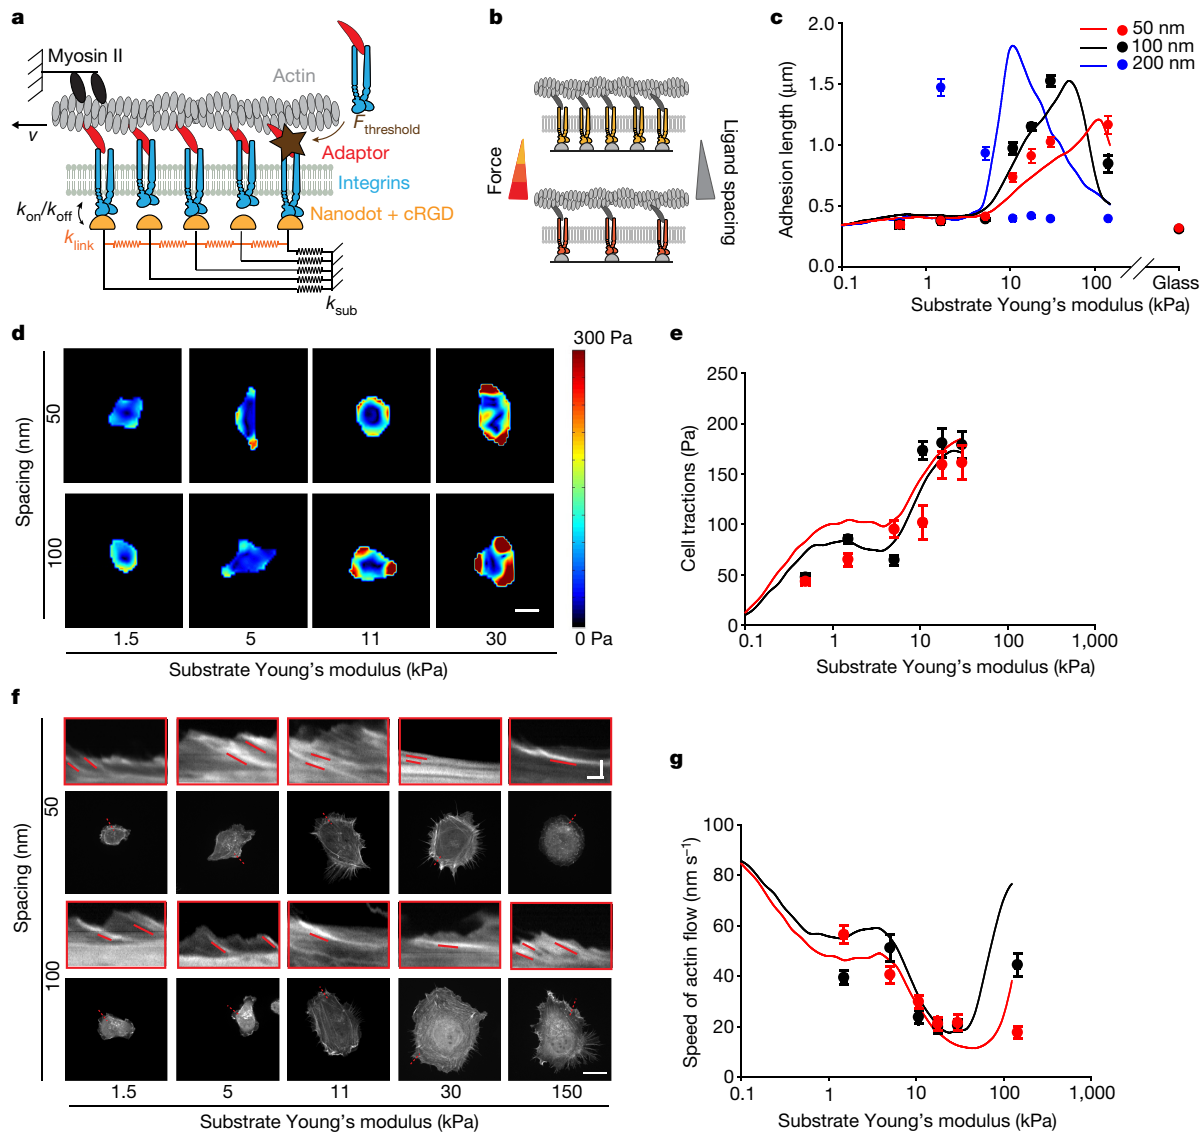 a
Myosin II
Actin
v
Fthreshold
Adaptor
Integrins
kon/koff
Nanodot + cRGD
klink
ksub
b
Force
Ligand spacing
c
2.0
1.5
1.0
0.5
0.0
Adhesion length (μm)
50 nm
100 nm
200 nm
0.1
1
10
100
Glass
Substrate Young's modulus (kPa)
d
300 Pa
0 Pa
Spacing (nm)
50
100
1.5
5
11
30
Substrate Young's modulus (kPa)
e
250
200
150
100
50
0
Cell tractions (Pa)
0.1
1
10
100
1,000
Substrate Young's modulus (kPa)
f
Spacing (nm)
50
100
1.5
5
11
30
150
Substrate Young's modulus (kPa)
g
100
80
60
40
20
0
Speed of actin flow (nm s⁻¹)
0.1
1
10
100
1,000
Substrate Young's modulus (kPa)